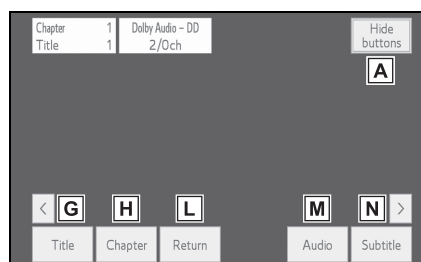 Chapter 1
Title 1
Dolby Audio – DD
2/0ch
Hide
buttons
A
< G H L M N >
Title Chapter Return Audio Subtitle